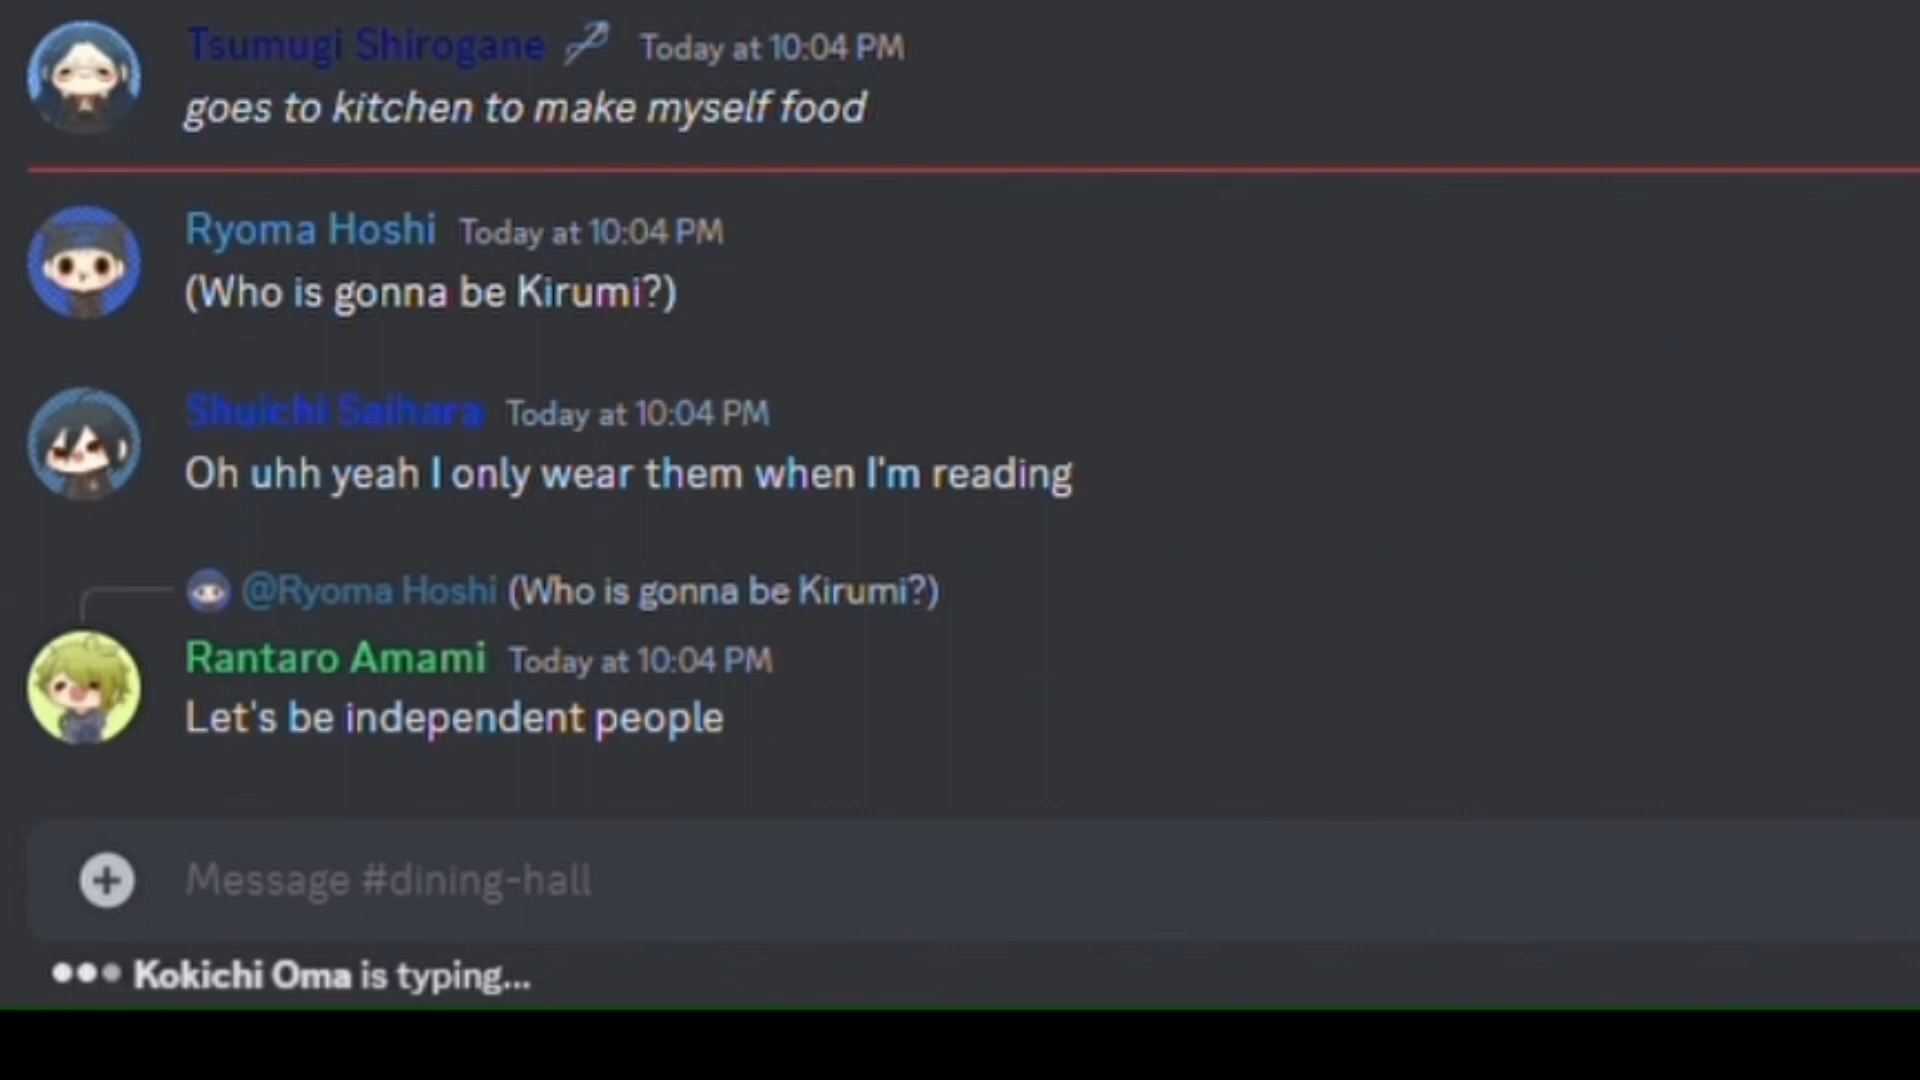 Tsumugi Shirogane Today at 10:04 PM
goes to kitchen to make myself food
Ryoma Hoshi Today at 10:04 PM
(Who is gonna be Kirumi?)
Shuichi Saihara Today at 10:04 PM
Oh uhh yeah I only wear them when I'm reading
@Ryoma Hoshi (Who is gonna be Kirumi?)
Rantaro Amami Today at 10:04 PM
Let's be independent people
Message #dining-hall
Kokichi Oma is typing...